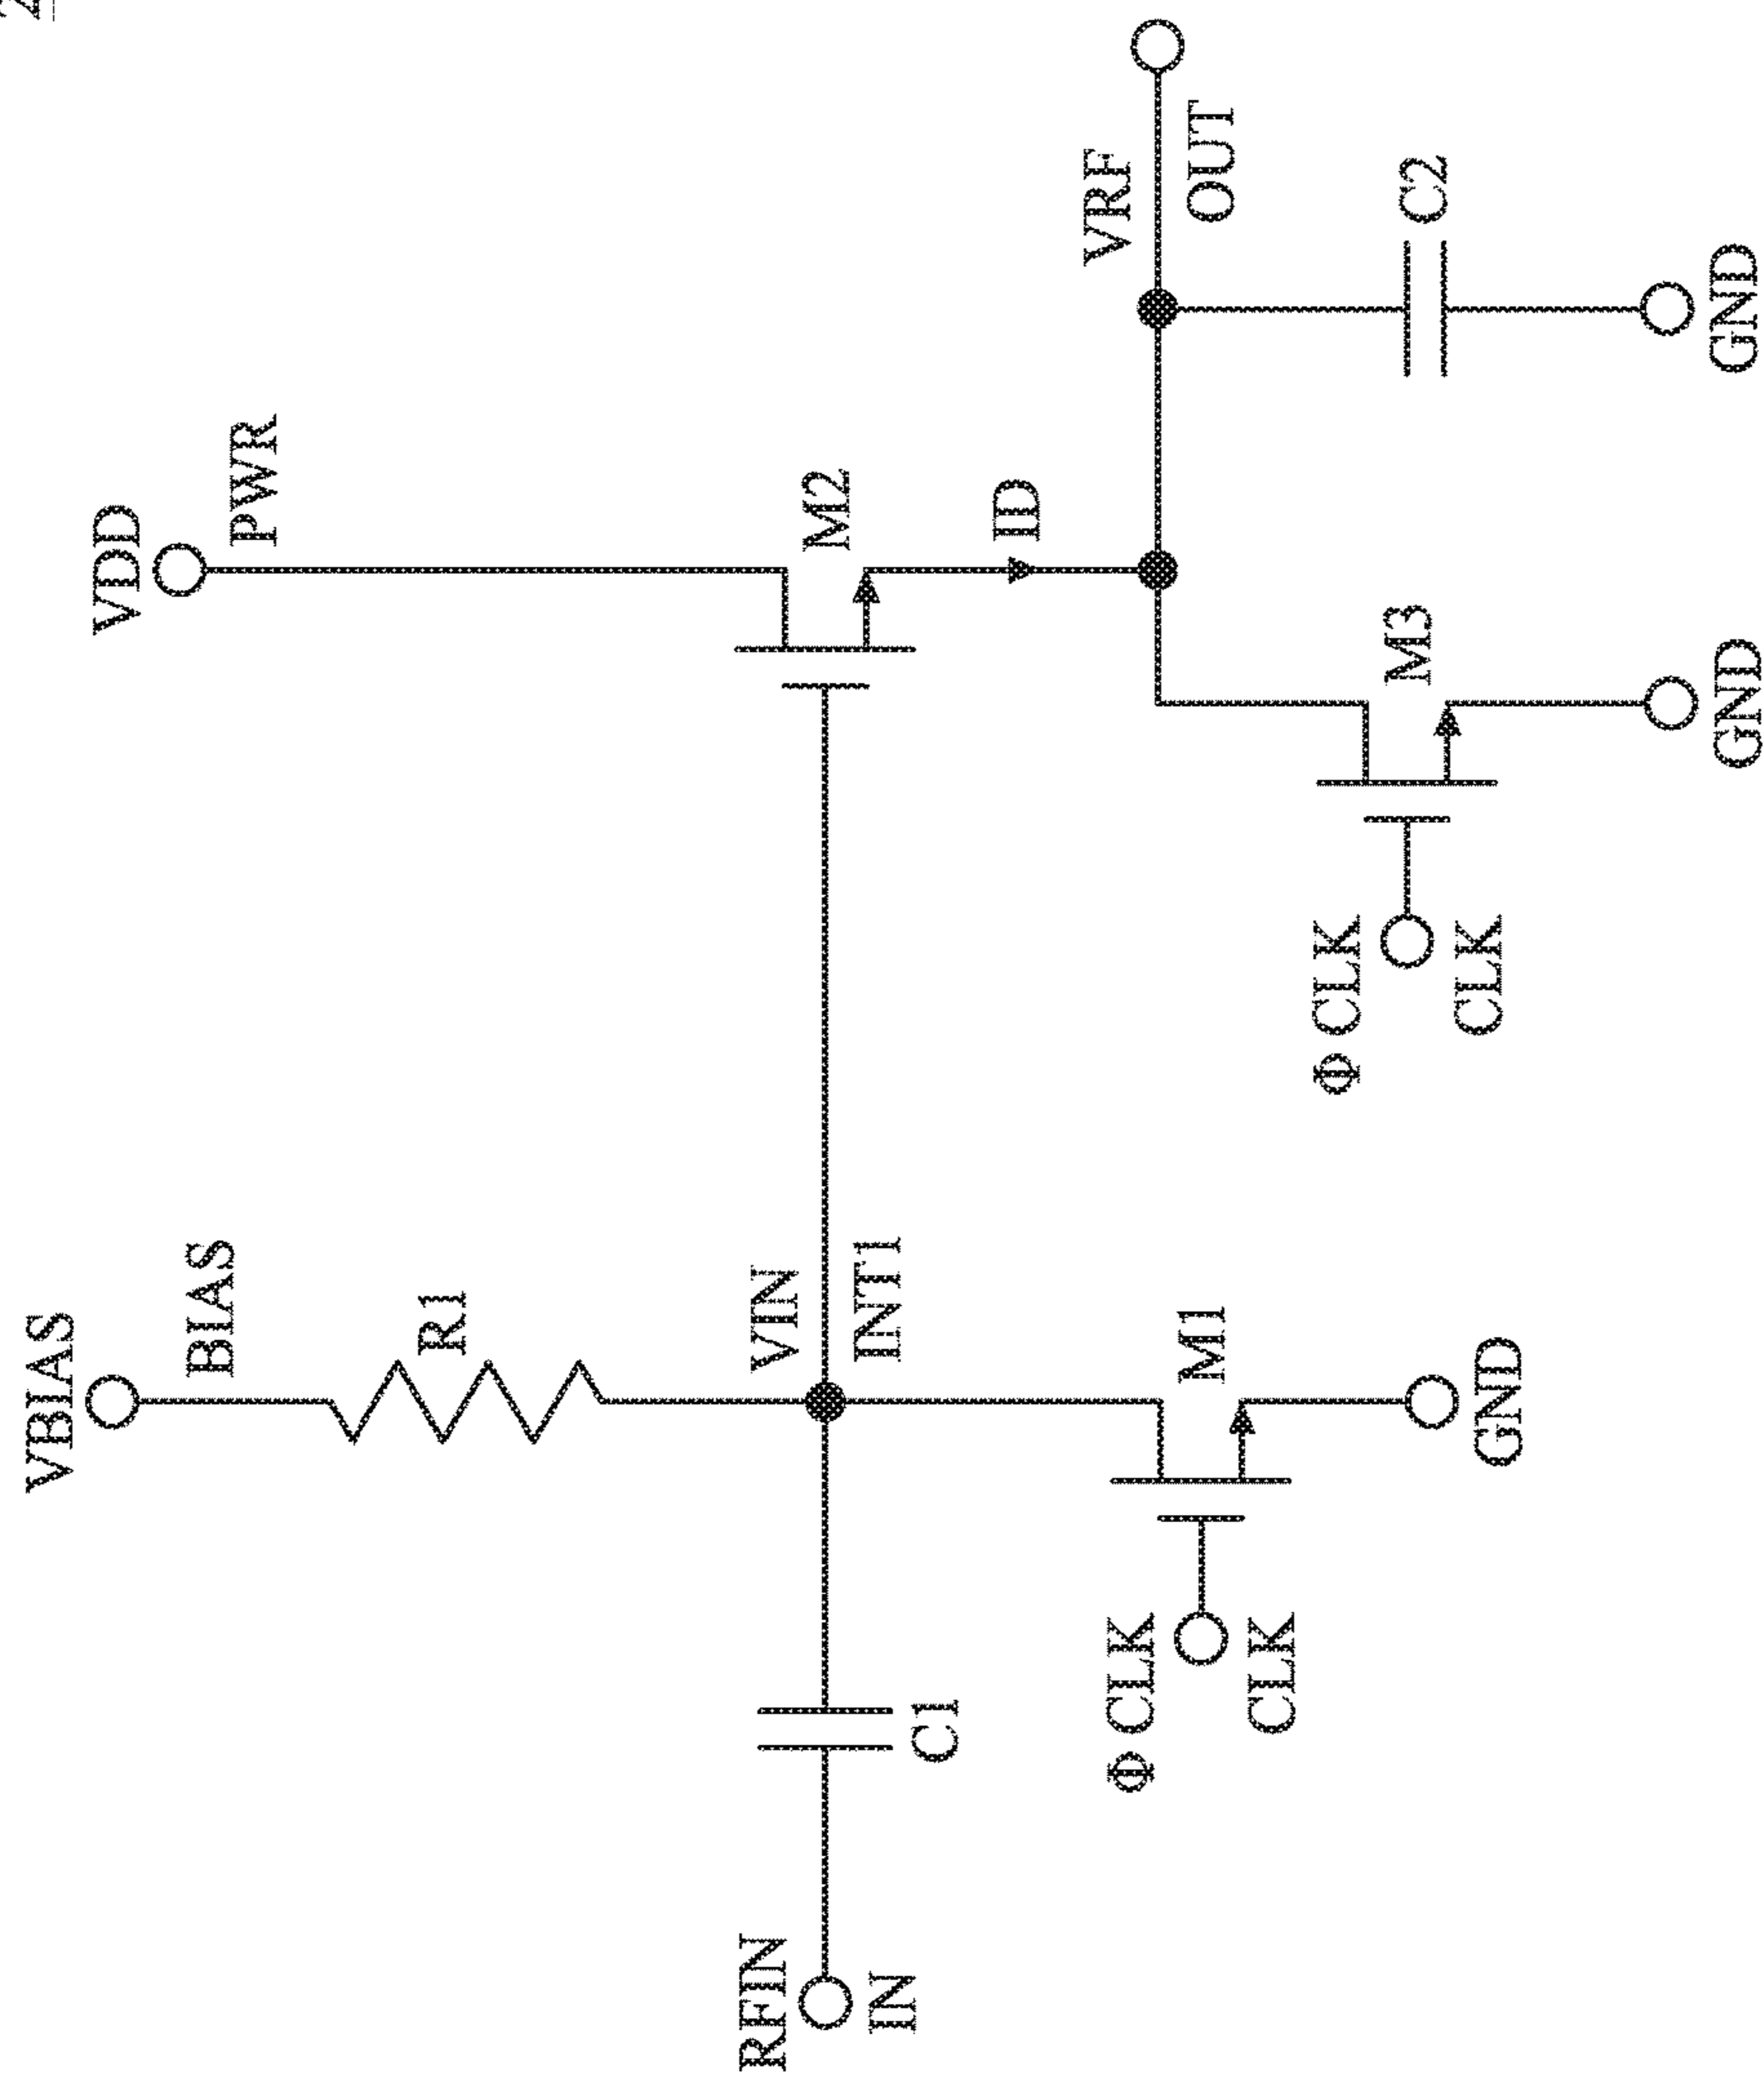 VBIAS
VDD
BIAS
PWR
R1
RFIN
VIN
M2
INT1
IN
C1
ID
VRF
Φ CLK
M1
OUT
CLK
Φ CLK
M3
C2
CLK
GND
GND
GND